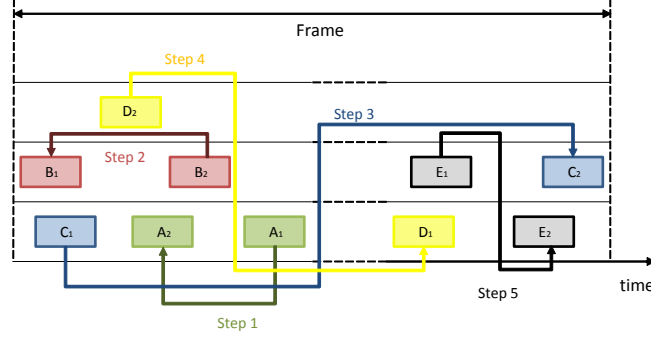 Frame
Step 4
D2
Step 3
Step 2
B1
B2
E1
C2
C1
A2
A1
D1
E2
time
Step 5
Step 1